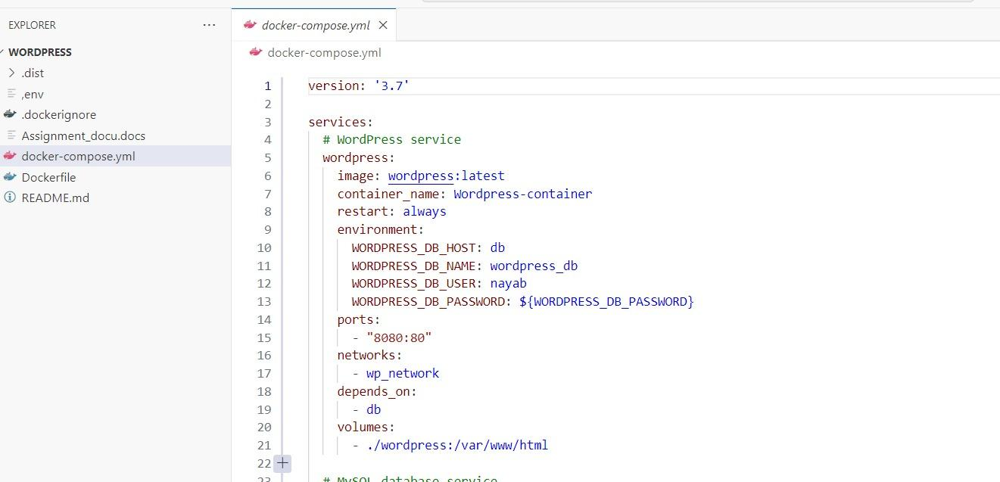 EXPLORER
...
WORDPRESS
.dist
,env
.dockerignore
Assignment_docu.docs
docker-compose.yml
Dockerfile
README.md
docker-compose.yml
docker-compose.yml
1 version: '3.7'
2
3 services:
4 # WordPress service
5 wordpress:
6 image: wordpress:latest
7 container_name: Wordpress-container
8 restart: always
9 environment:
10 WORDPRESS_DB_HOST: db
11 WORDPRESS_DB_NAME: wordpress_db
12 WORDPRESS_DB_USER: nayab
13 WORDPRESS_DB_PASSWORD: ${WORDPRESS_DB_PASSWORD}
14 ports:
15 - "8080:80"
16 networks:
17 - wp_network
18 depends_on:
19 - db
20 volumes:
21 - ./wordpress:/var/www/html
22
23 # MySQL database service